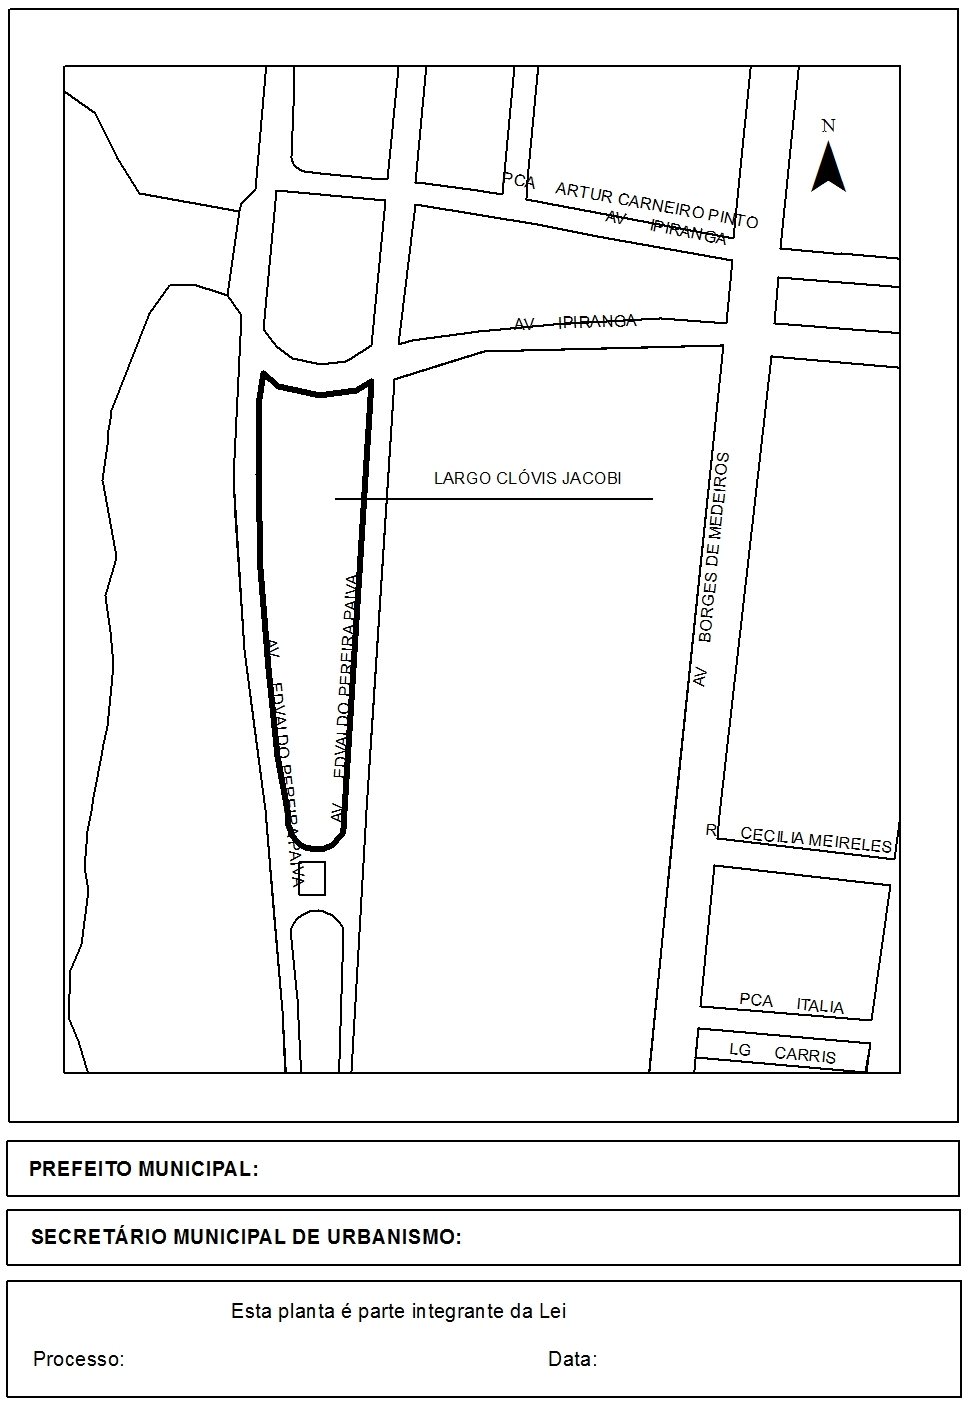 N
PCA ARTUR CARNEIRO PINTO
AV IPIRANGA
AV IPIRANGA
LARGO CLÓVIS JACOBI
AV BORGES DE MEDEIROS
AV EDVALDO PEREIRA PAIVA
AV EDVALDO PEREIRA PAIVA
R CECILIA MEIRELES
PCA ITALIA
LG CARRIS
PREFEITO MUNICIPAL:
SECRETÁRIO MUNICIPAL DE URBANISMO:
Esta planta é parte integrante da Lei
Processo: Data: